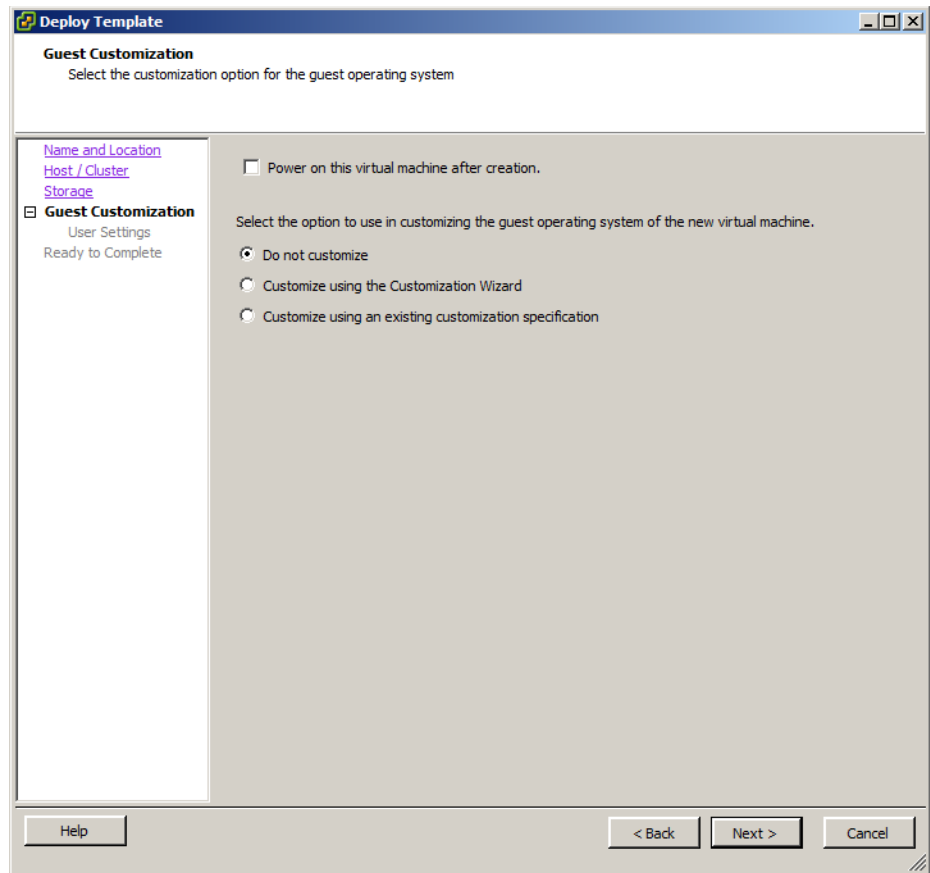 Deploy Template
Guest Customization
Select the customization option for the guest operating system
Name and Location
Host / Cluster
Storage
Guest Customization
User Settings
Ready to Complete
Power on this virtual machine after creation.
Select the option to use in customizing the guest operating system of the new virtual machine.
Do not customize
Customize using the Customization Wizard
Customize using an existing customization specification
Help
< Back
Next >
Cancel